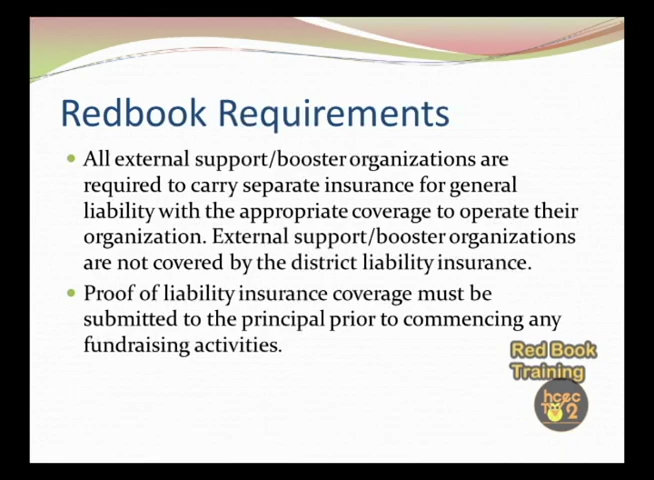 Redbook Requirements
• All external support/booster organizations are
required to carry separate insurance for general
liability with the appropriate coverage to operate their
organization. External support/booster organizations
are not covered by the district liability insurance.
• Proof of liability insurance coverage must be
submitted to the principal prior to commencing any
fundraising activities.
Red Book
Training
hcec
TV 2